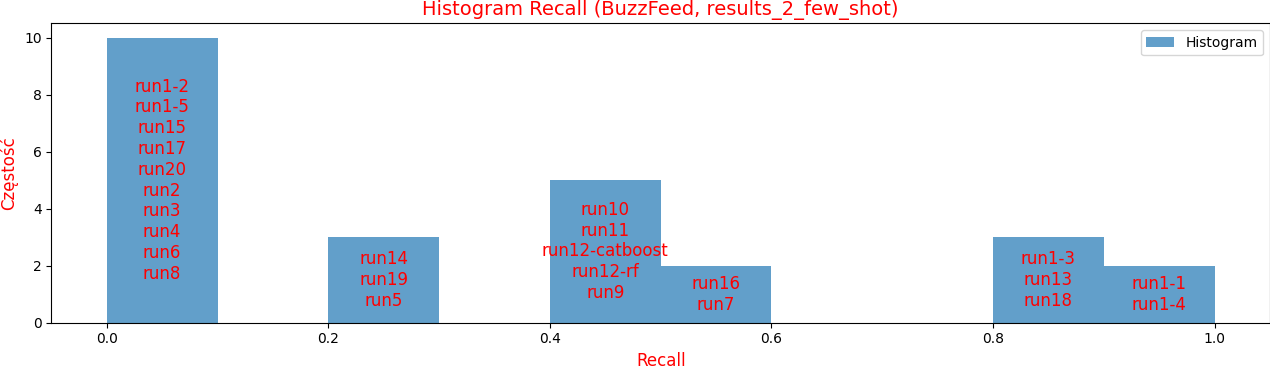 Histogram Recall (BuzzFeed, results_2_few_shot)
Histogram
Częstość
10
8
6
4
2
0
run1-2
run1-5
run15
run17
run20
run2
run3
run4
run6
run8
run14
run19
run5
run10
run11
run12-catboost
run12-rf
run9
run16
run7
run1-3
run13
run18
run1-1
run1-4
0.0 0.2 0.4 0.6 0.8 1.0
Recall